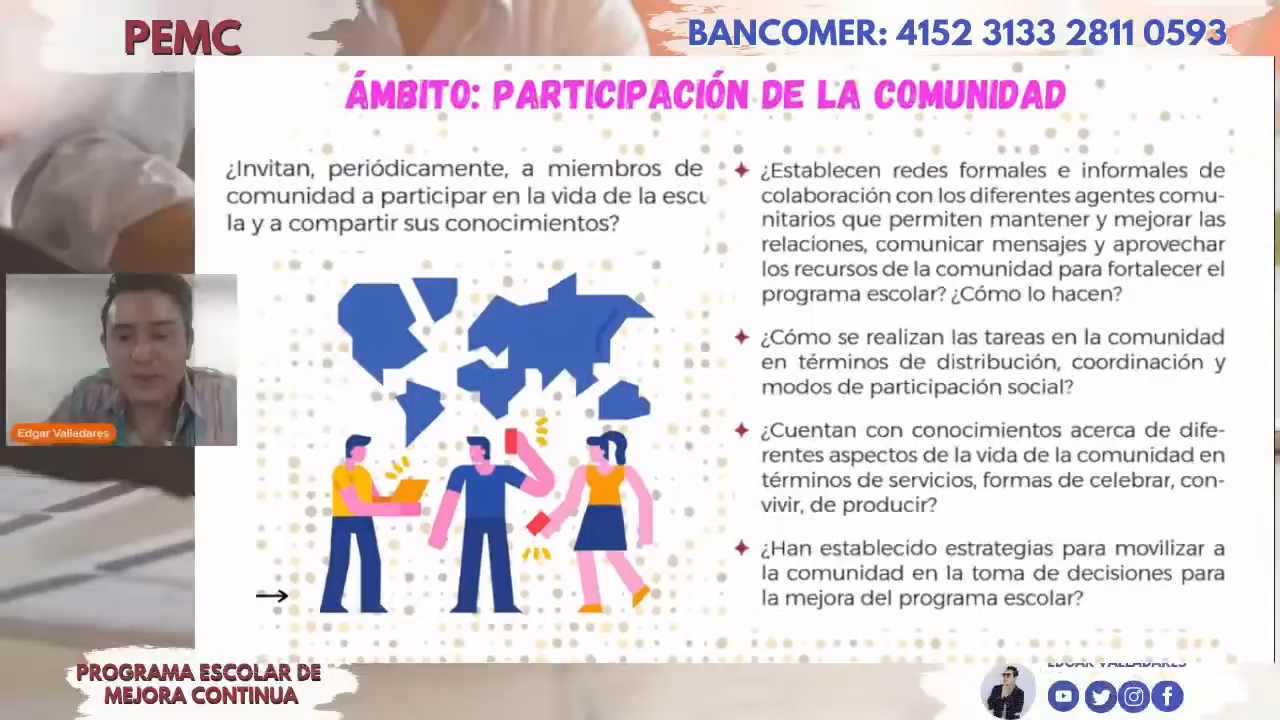 PEMC
BANCOMER: 4152 3133 2811 0593
ÁMBITO: PARTICIPACIÓN DE LA COMUNIDAD
¿Invitan, periódicamente, a miembros de
comunidad a participar en la vida de la escu
la y a compartir sus conocimientos?
¿Establecen redes formales e informales de
colaboración con los diferentes agentes comu-
nitarios que permiten mantener y mejorar las
relaciones, comunicar mensajes y aprovechar
los recursos de la comunidad para fortalecer el
programa escolar? ¿Cómo lo hacen?
¿Cómo se realizan las tareas en la comunidad
en términos de distribución, coordinación y
modos de participación social?
¿Cuentan con conocimientos acerca de dife-
rentes aspectos de la vida de la comunidad en
términos de servicios, formas de celebrar, con-
vivir, de producir?
¿Han establecido estrategias para movilizar a
la comunidad en la toma de decisiones para
la mejora del programa escolar?
Edgar Valladares
PROGRAMA ESCOLAR DE
MEJORA CONTINUA
EDGAR VALLADARES